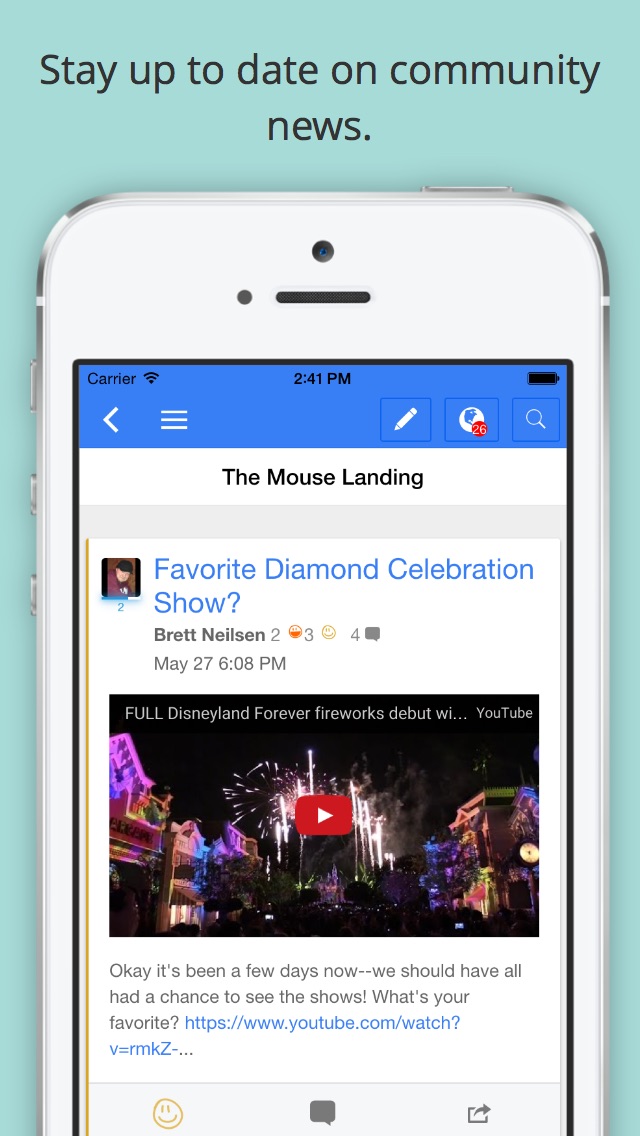 Stay up to date on community
news.
Carrier 2:41 PM
26
The Mouse Landing
Favorite Diamond Celebration
Show?
2
Brett Neilsen 2 3 4
May 27 6:08 PM
FULL Disneyland Forever fireworks debut wi... YouTube
Okay it's been a few days now--we should have all
had a chance to see the shows! What's your
favorite? https://www.youtube.com/watch?
v=rmkZ-...